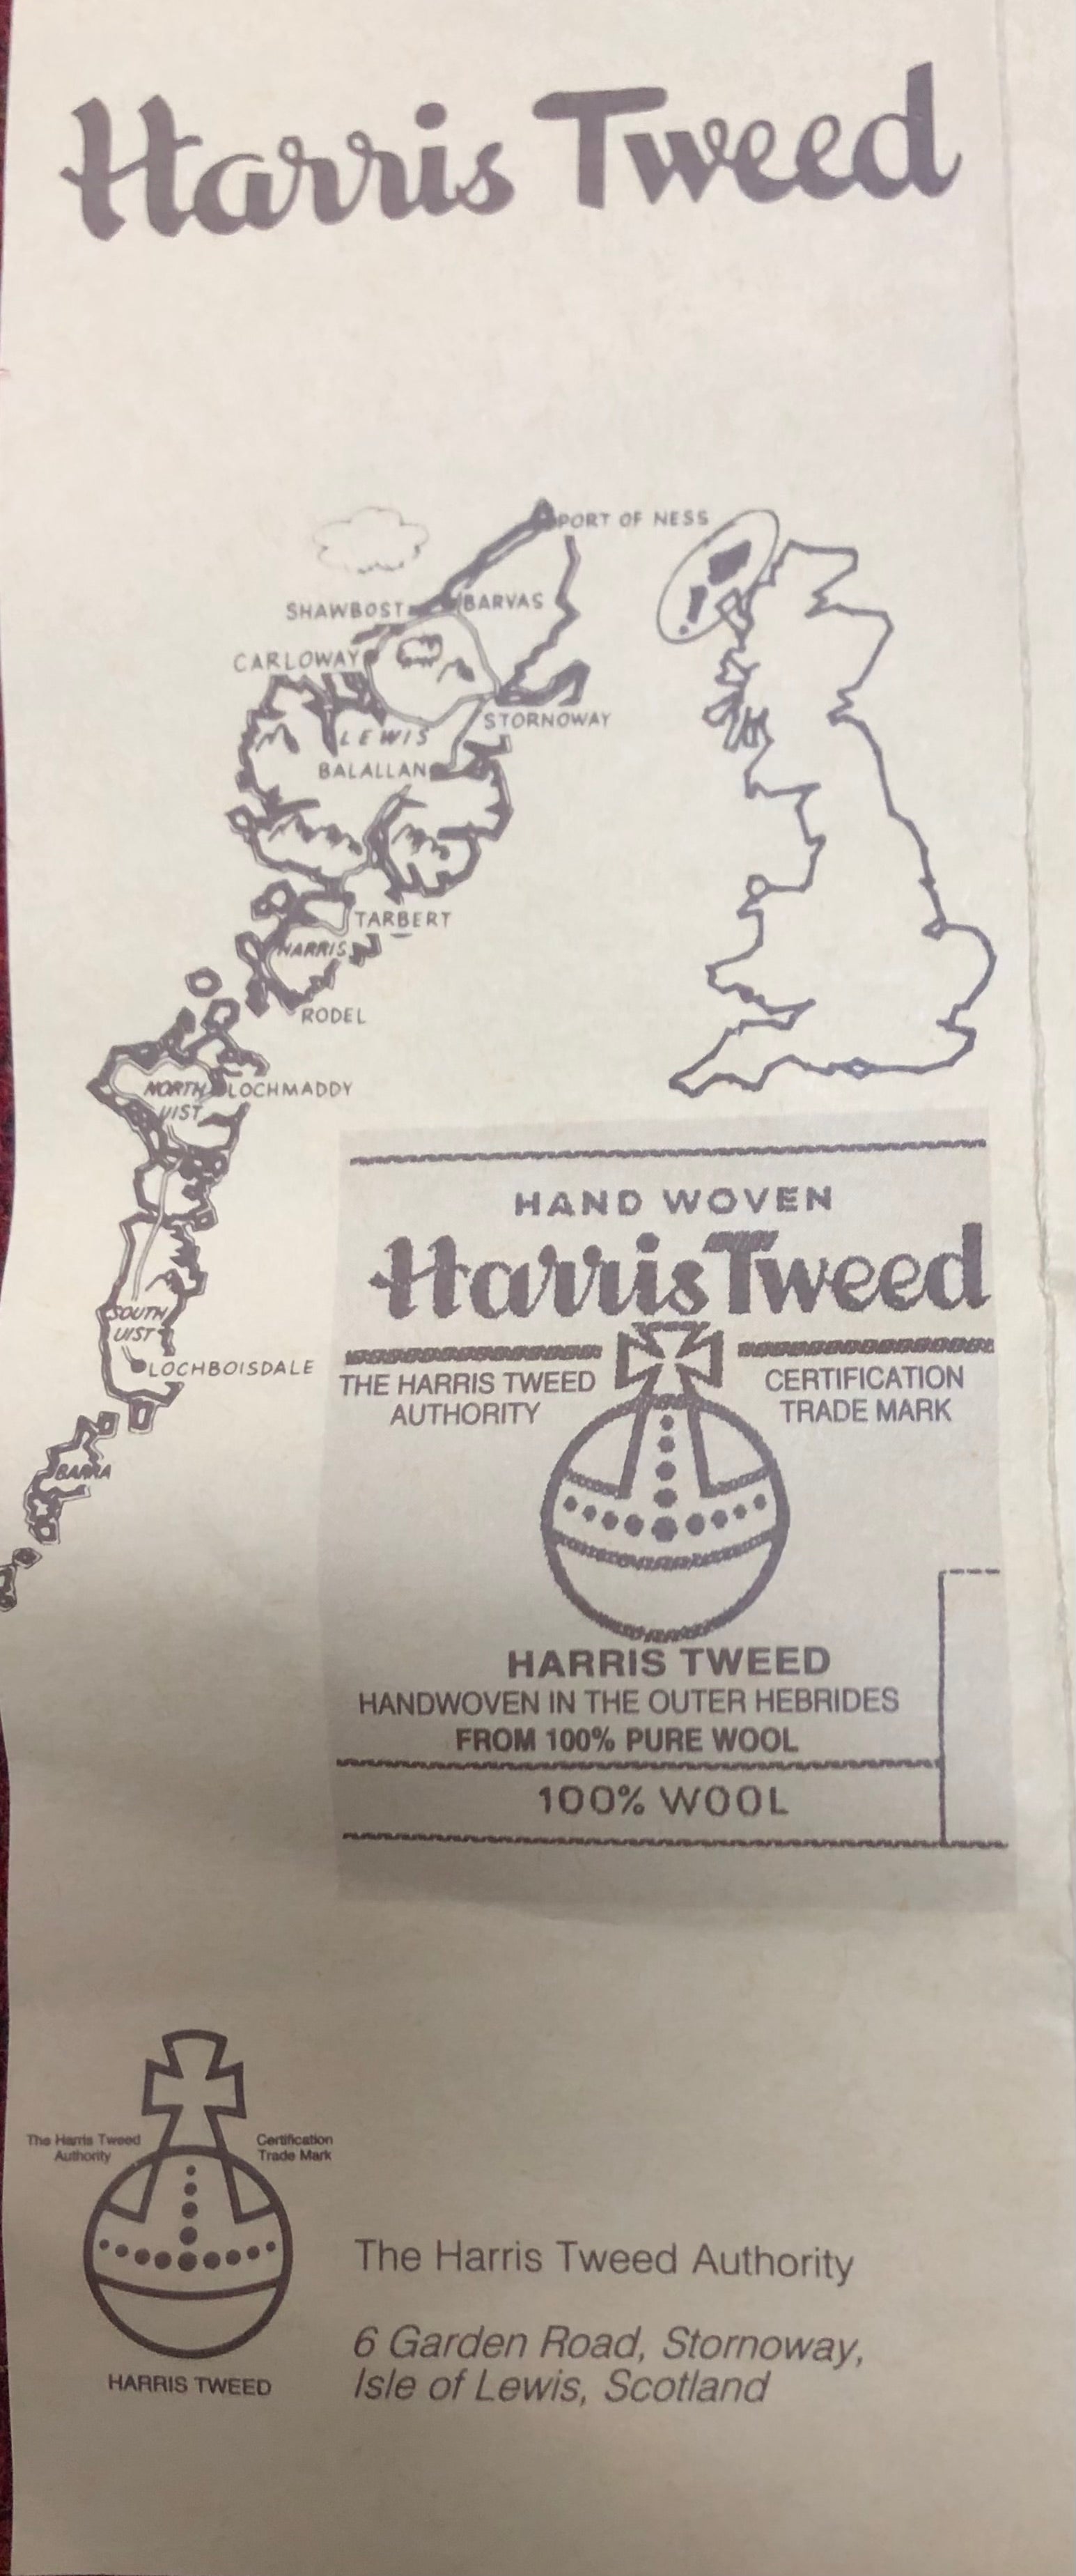 Harris Tweed
PORT OF NESS
SHAWBOST
BARVAS
CARLOWAY
STORNOWAY
LEWIS
BALALLAN
TARBERT
HARRIS
RODEL
NORTH
UIST
LOCHMADDY
SOUTH
UIST
LOCHBOISDALE
BARRA
HAND WOVEN
Harris Tweed
THE HARRIS TWEED
AUTHORITY
CERTIFICATION
TRADE MARK
HARRIS TWEED
HANDWOVEN IN THE OUTER HEBRIDES
FROM 100% PURE WOOL
100% WOOL
The Harris Tweed
Authority
Certification
Trade Mark
HARRIS TWEED
The Harris Tweed Authority
6 Garden Road, Stornoway,
Isle of Lewis, Scotland